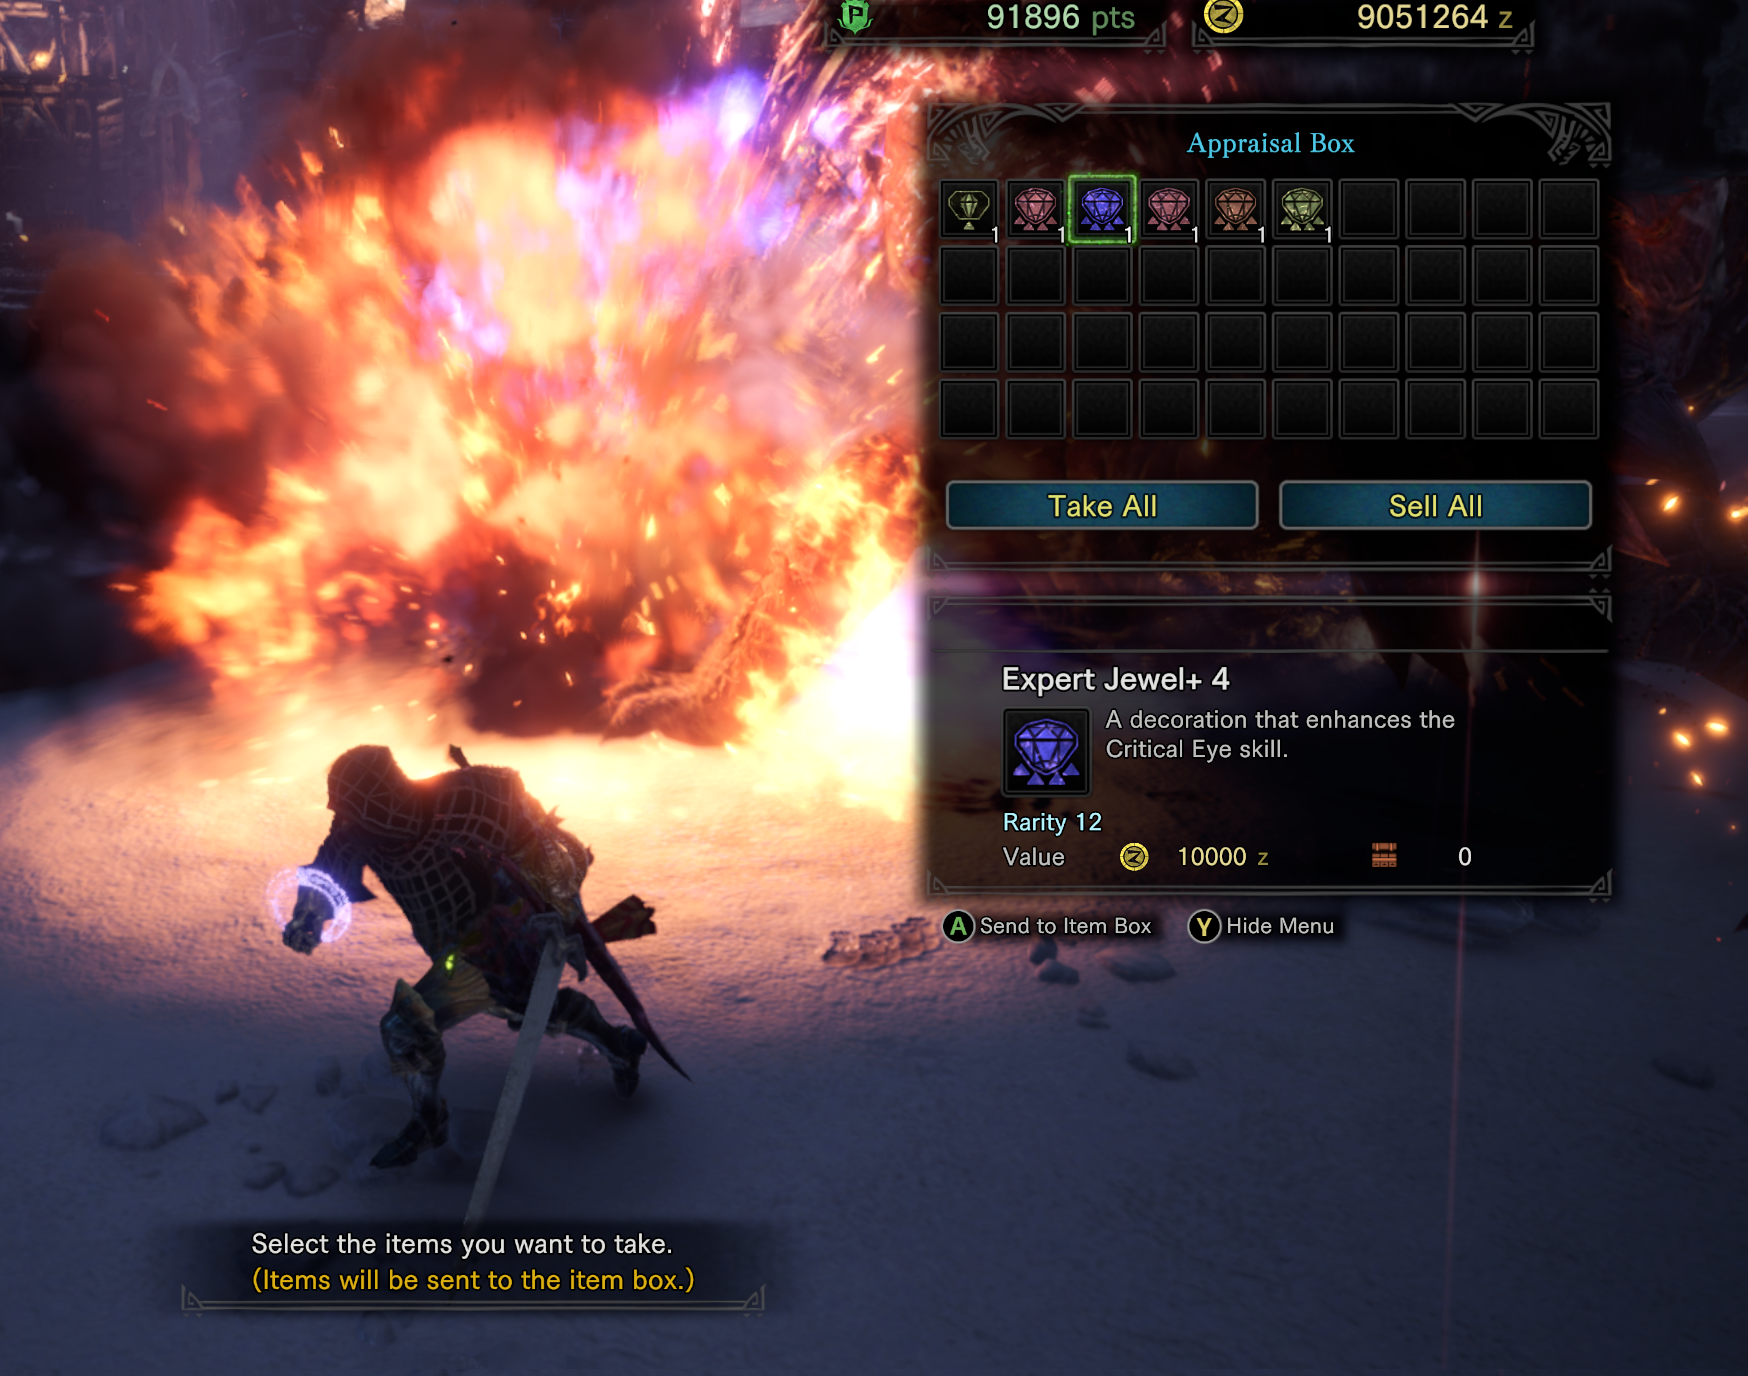 P 91896 pts Z 9051264 z
Appraisal Box
1 1 1 1 1 1
Take All Sell All
Expert Jewel+ 4
A decoration that enhances the
Critical Eye skill.
Rarity 12
Value Z 10000 z 0
A Send to Item Box Y Hide Menu
Select the items you want to take.
(Items will be sent to the item box.)